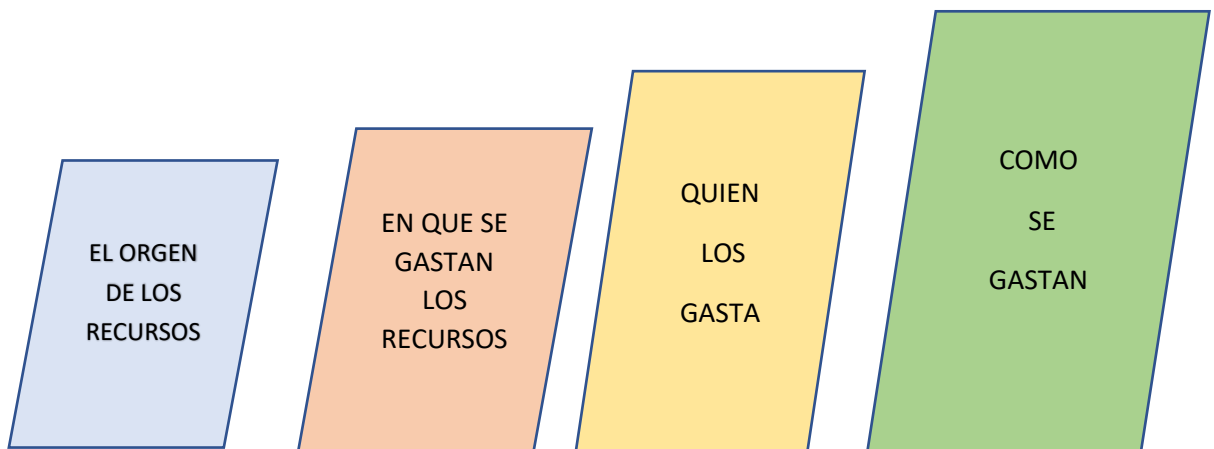 EL ORGEN
DE LOS
RECURSOS
EN QUE SE
GASTAN
LOS
RECURSOS
QUIEN
LOS
GASTA
COMO
SE
GASTAN